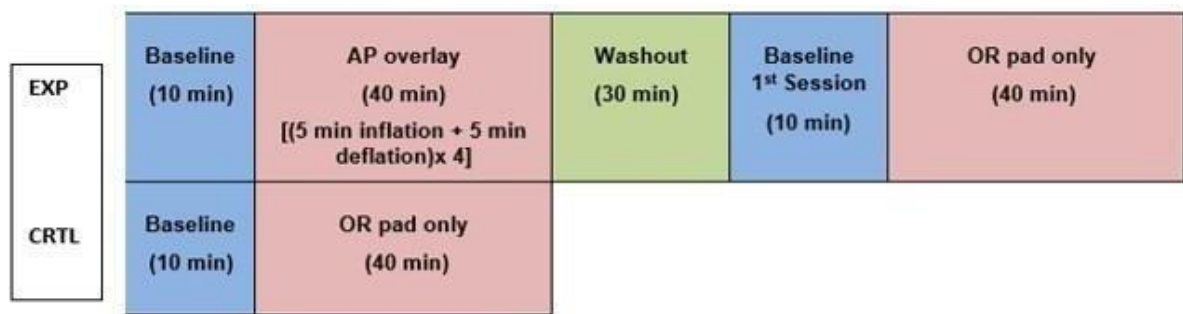 EXP
Baseline
(10 min)
AP overlay
(40 min)
[(5 min inflation + 5 min
deflation)x 4]
Washout
(30 min)
Baseline
1st Session
(10 min)
OR pad only
(40 min)
CRTL
Baseline
(10 min)
OR pad only
(40 min)